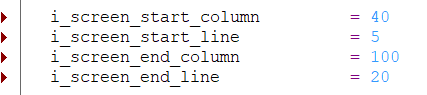 i_screen_start_column = 40
i_screen_start_line = 5
i_screen_end_column = 100
i_screen_end_line = 20